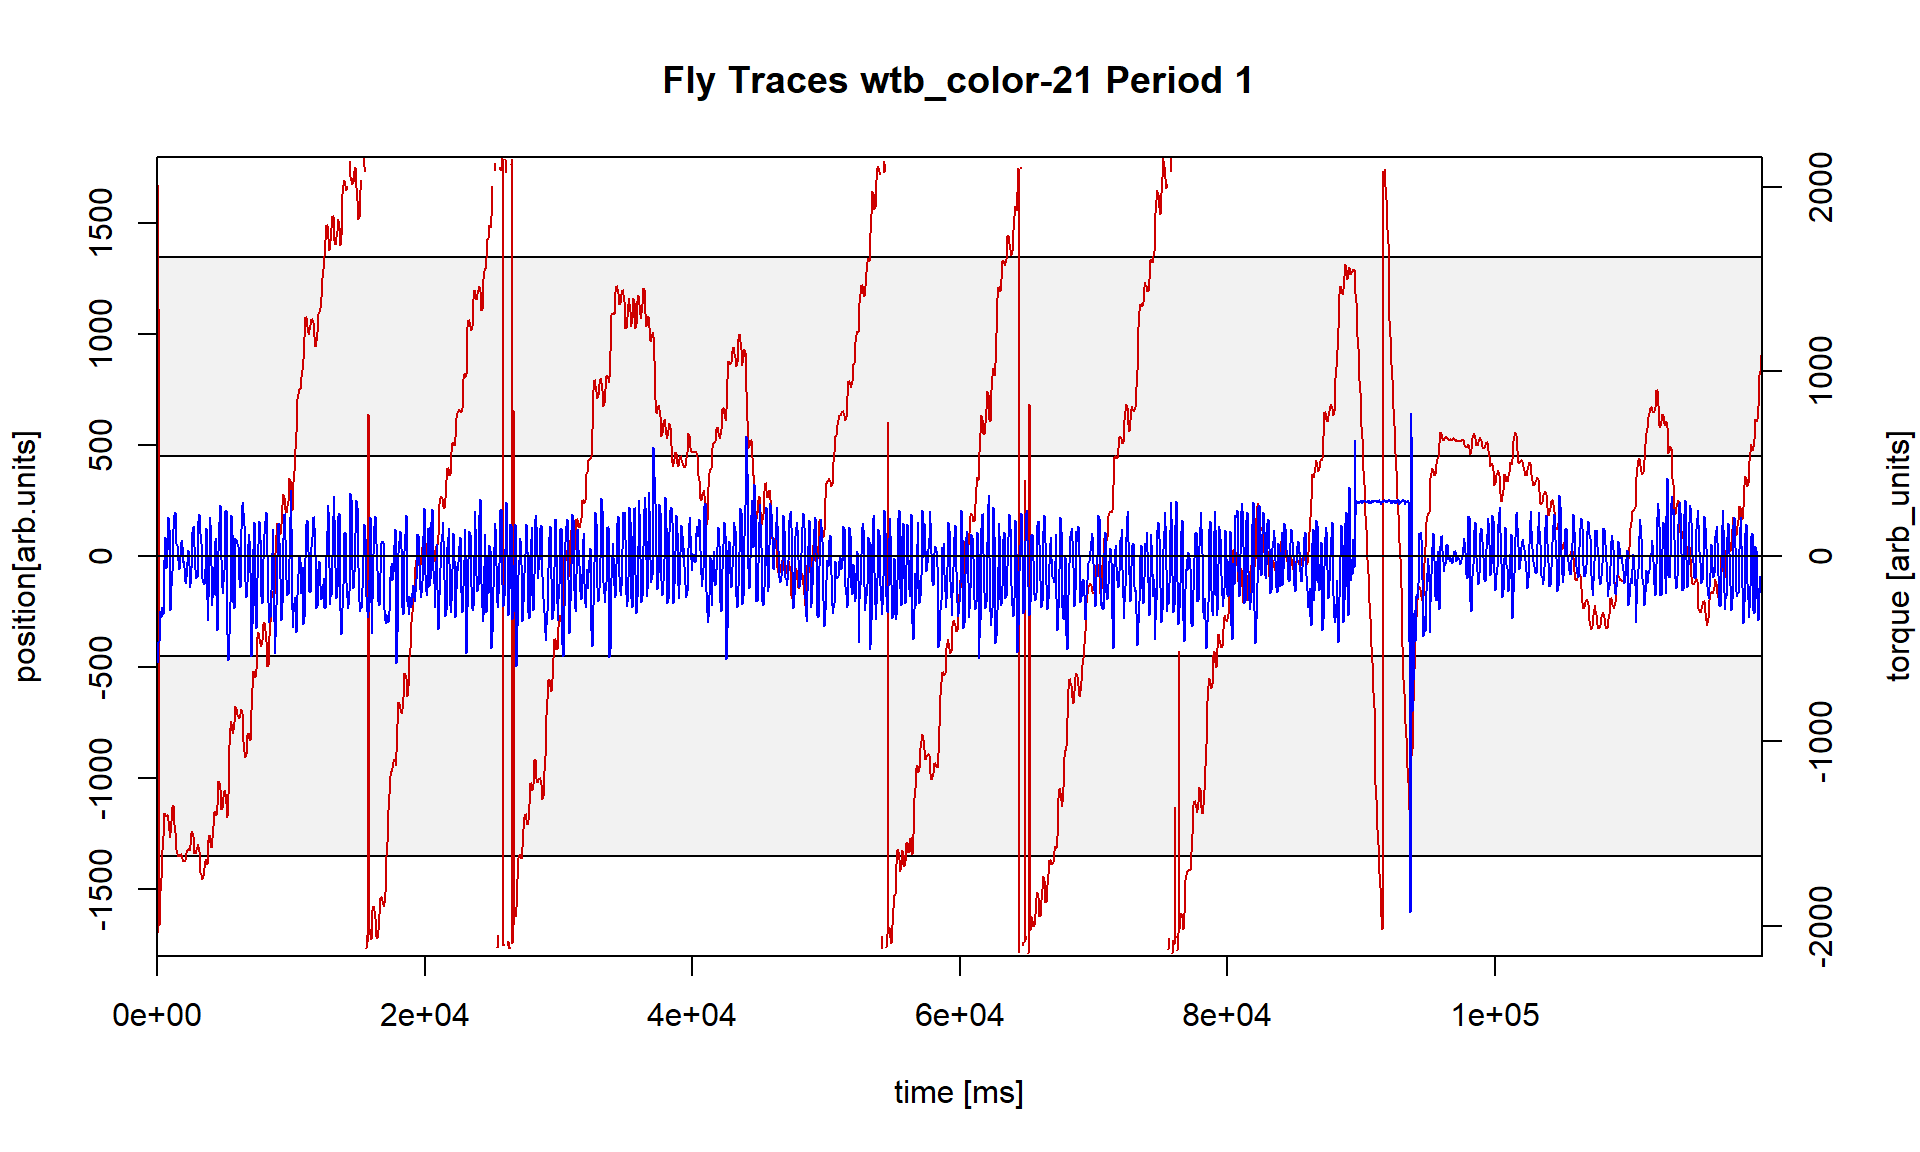 Fly Traces wtb_color-21 Period 1
position[arb.units]
1500
1000
500
0
-500
-1000
-1500
2000
1000
0
-1000
-2000
torque [arb_units]
0e+00 2e+04 4e+04 6e+04 8e+04 1e+05
time [ms]